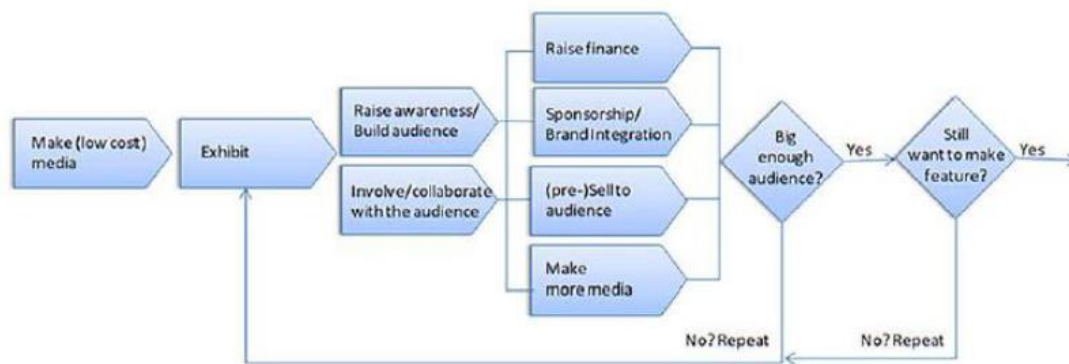 Make (low cost)
media
Exhibit
Raise awareness/
Build audience
Involve/collaborate
with the audience
Raise finance
Sponsorship/
Brand Integration
(pre-)Sell to
audience
Make
more media
Big
enough
audience?
Yes
Still
want to make
feature?
Yes
No? Repeat
No? Repeat